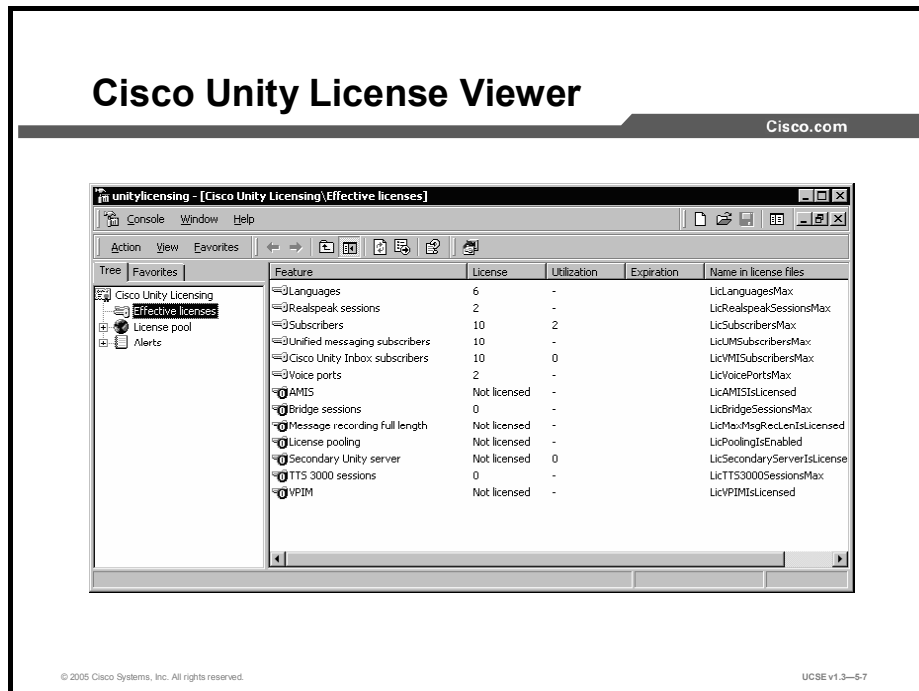 Cisco Unity License Viewer
Cisco.com
unitylicensing - [Cisco Unity Licensing\Effective licenses]
Console Window Help
Action View Favorites
Tree Favorites
Cisco Unity Licensing
Effective licenses
License pool
Alerts
Feature License Utilization Expiration Name in license files
Languages 6 - LicLanguagesMax
Realspeak sessions 2 - LicRealspeakSessionsMax
Subscribers 10 2 LicSubscribersMax
Unified messaging subscribers 10 - LicUMSubscribersMax
Cisco Unity Inbox subscribers 10 0 LicVMISubscribersMax
Voice ports 2 - LicVoicePortsMax
AMIS Not licensed - LicAMISIsLicensed
Bridge sessions 0 - LicBridgeSessionsMax
Message recording full length Not licensed - LicMaxMsgRecLenIsLicensed
License pooling Not licensed - LicPoolingIsEnabled
Secondary Unity server Not licensed 0 LicSecondaryServerIsLicense
TTS 3000 sessions 0 - LicTTS3000SessionsMax
VPIM Not licensed - LicVPIMIsLicensed
© 2005 Cisco Systems, Inc. All rights reserved.
UCSE v1.3—5-7